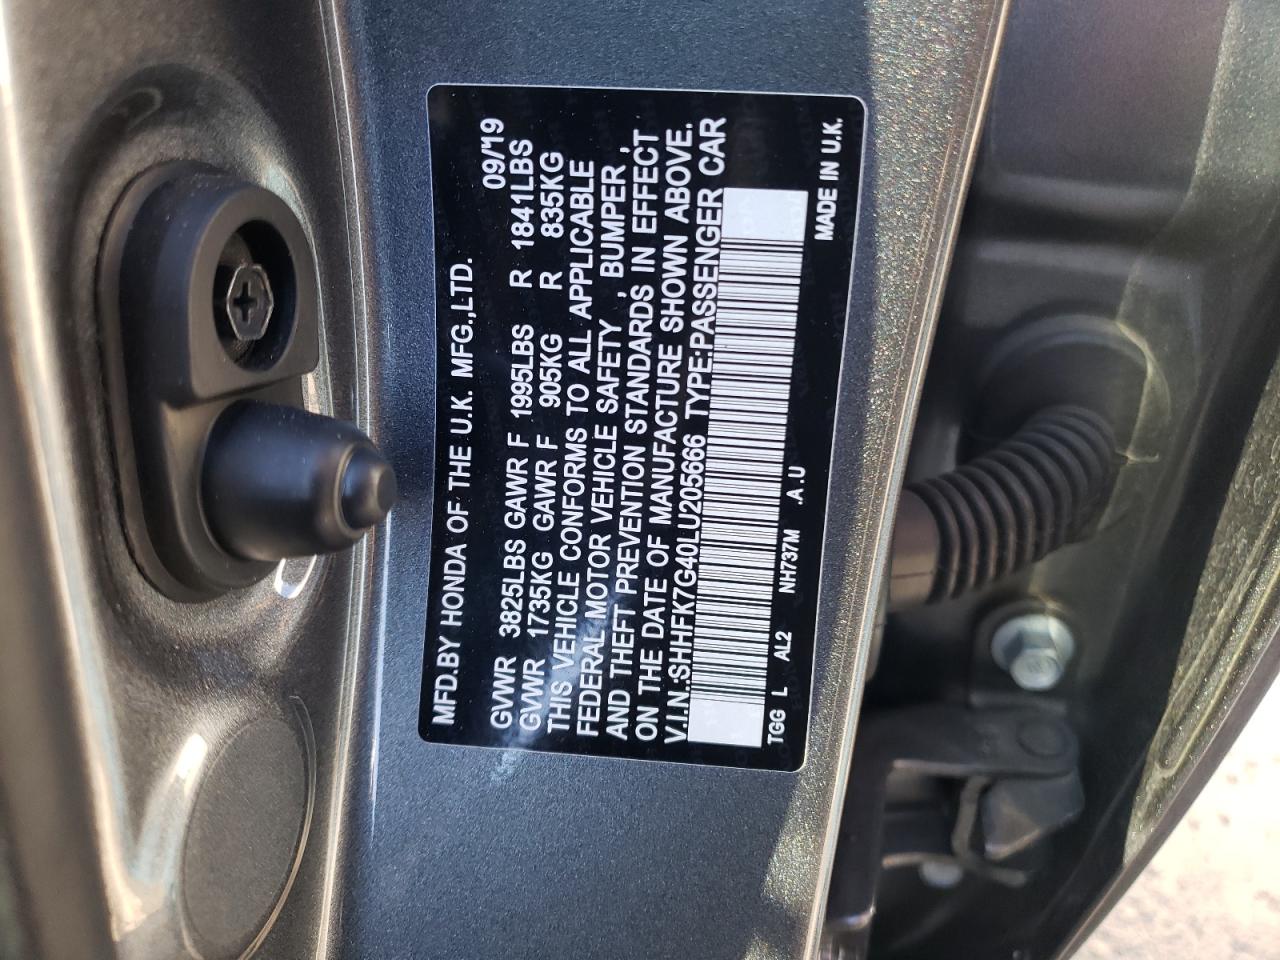 MFD.BY HONDA OF THE U.K. MFG.,LTD.
09/'19
GVWR 3825LBS GAWR F 1995LBS R 1841LBS
GVWR 1735KG GAWR F 905KG R 835KG
THIS VEHICLE CONFORMS TO ALL APPLICABLE
FEDERAL MOTOR VEHICLE SAFETY , BUMPER ,
AND THEFT PREVENTION STANDARDS IN EFFECT
ON THE DATE OF MANUFACTURE SHOWN ABOVE.
V.I.N.:SHHFK7G40LU205666 TYPE:PASSENGER CAR
TGG L AL2 NH737M .A.U
MADE IN U.K.